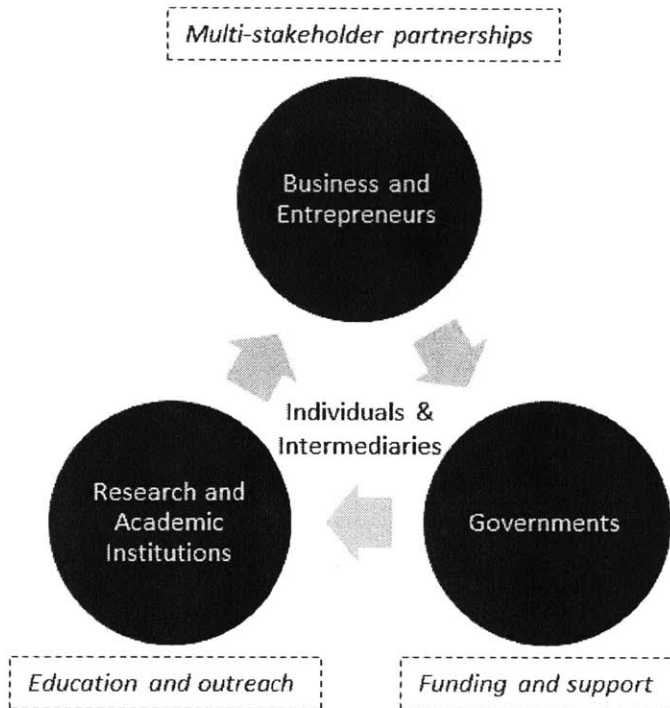 Multi-stakeholder partnerships
Business and
Entrepreneurs
Individuals &
Intermediaries
Research and
Academic
Institutions
Governments
Education and outreach
Funding and support